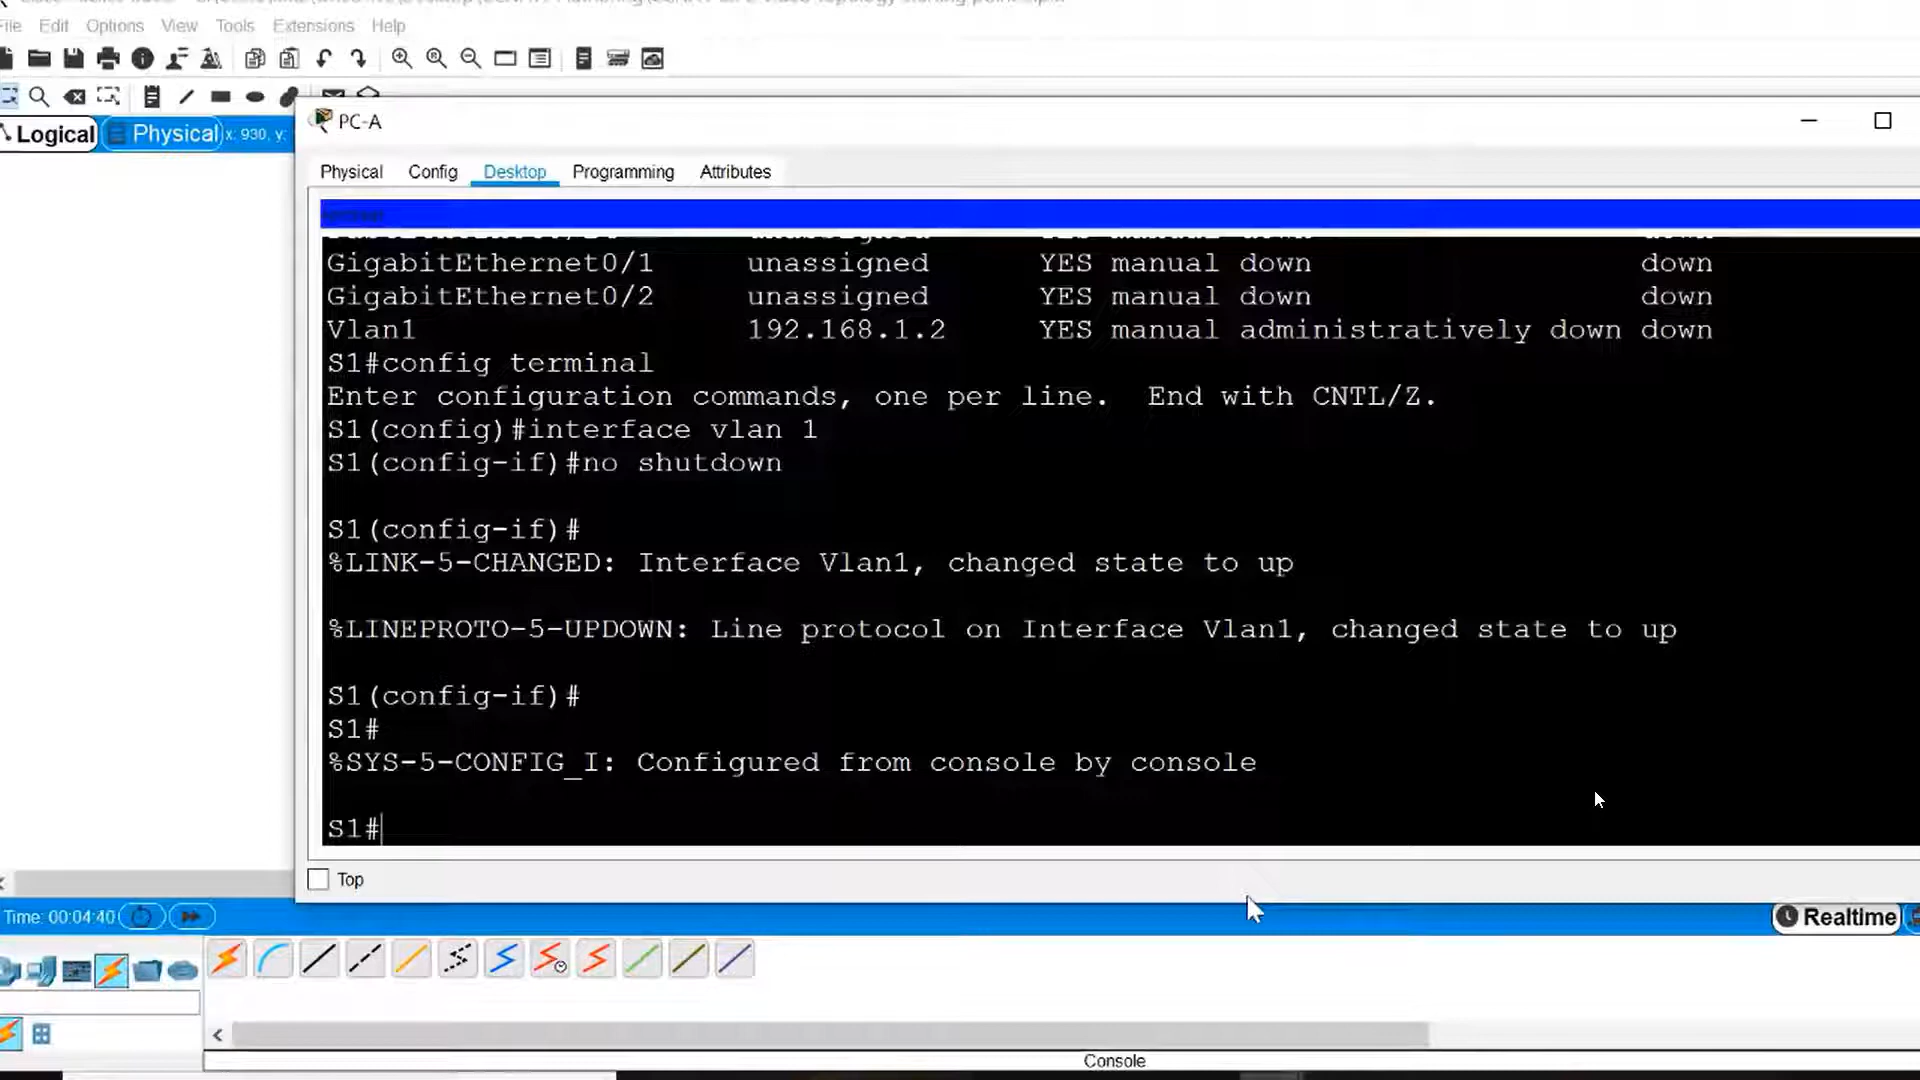 File Edit Options View Tools Extensions Help
Logical Physical x: 930, y:
PC-A
Physical Config Desktop Programming Attributes
Terminal
GigabitEthernet0/1 unassigned YES manual down down
GigabitEthernet0/2 unassigned YES manual down down
Vlan1 192.168.1.2 YES manual administratively down down
S1#config terminal
Enter configuration commands, one per line. End with CNTL/Z.
S1(config)#interface vlan 1
S1(config-if)#no shutdown
S1(config-if)#
%LINK-5-CHANGED: Interface Vlan1, changed state to up
%LINEPROTO-5-UPDOWN: Line protocol on Interface Vlan1, changed state to up
S1(config-if)#
S1#
%SYS-5-CONFIG_I: Configured from console by console
S1#
Top
Time: 00:04:40
Realtime
Console